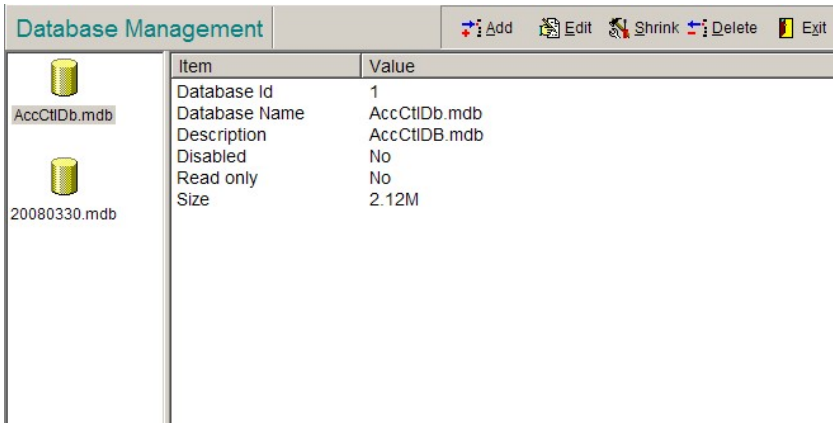 Database Management
Add Edit Shrink Delete Exit
AccCtlDb.mdb
20080330.mdb
Item Value
Database Id 1
Database Name AccCtlDb.mdb
Description AccCtlDB.mdb
Disabled No
Read only No
Size 2.12M